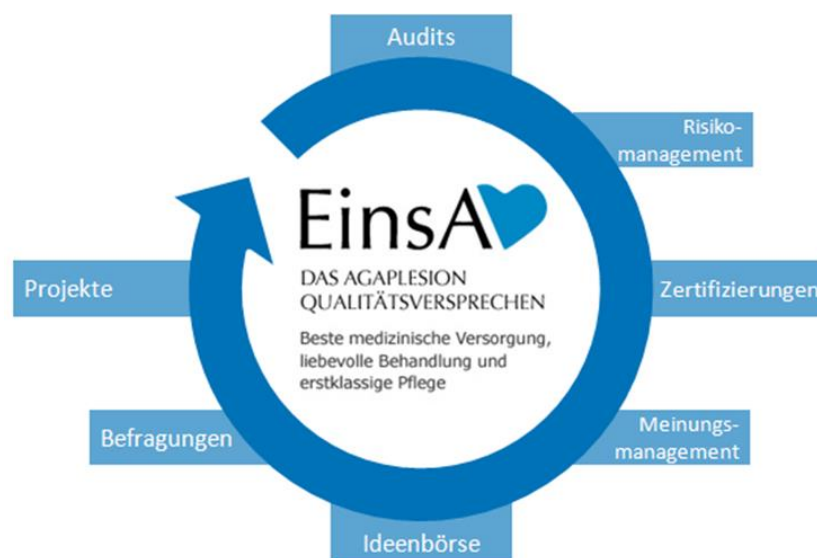 Audits
Risiko-
management
EinsA
DAS AGAPLESION
QUALITÄTSVERSPRECHEN
Beste medizinische Versorgung,
liebevolle Behandlung und
erstklassige Pflege
Projekte
Zertifizierungen
Befragungen
Meinungs-
management
Ideenbörse